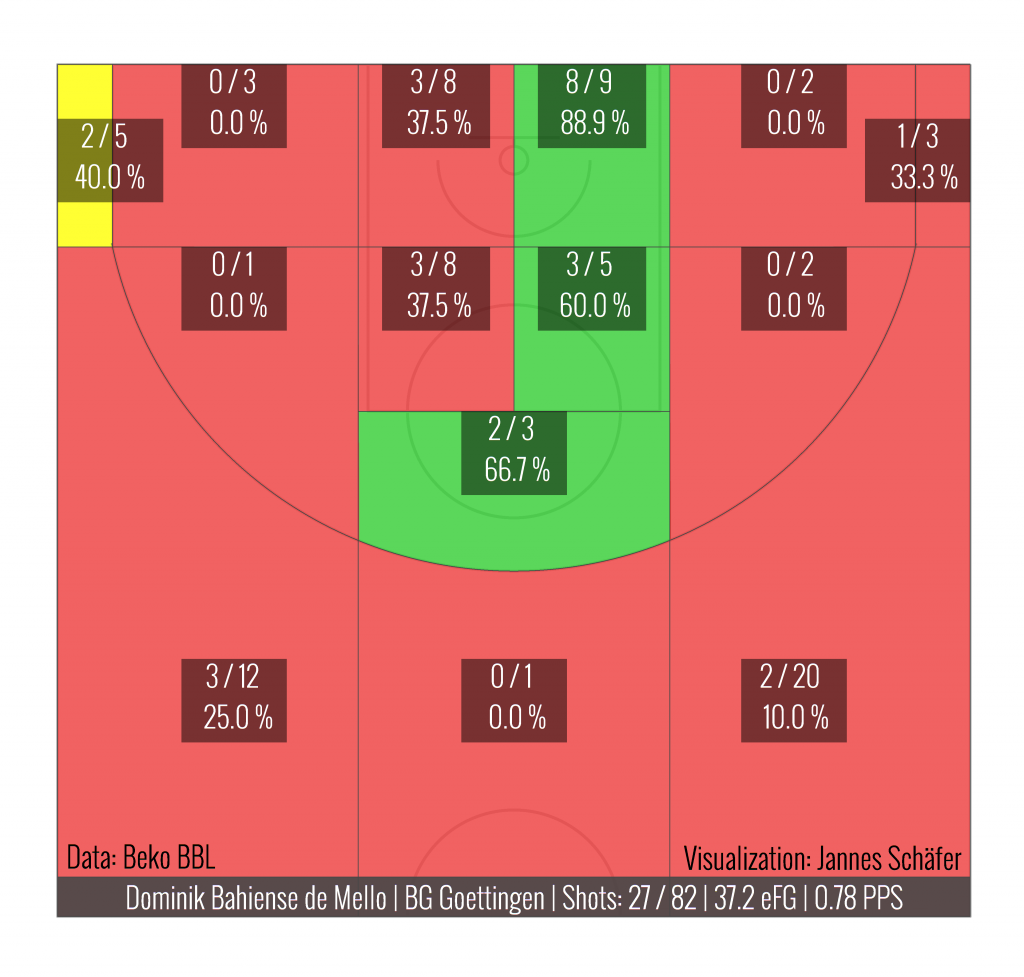 0 / 3
0.0 %
3 / 8
37.5 %
8 / 9
88.9 %
0 / 2
0.0 %
2 / 5
40.0 %
1 / 3
33.3 %
0 / 1
0.0 %
3 / 8
37.5 %
3 / 5
60.0 %
0 / 2
0.0 %
2 / 3
66.7 %
3 / 12
25.0 %
0 / 1
0.0 %
2 / 20
10.0 %
Data: Beko BBL
Visualization: Jannes Schäfer
Dominik Bahiense de Mello | BG Goettingen | Shots: 27 / 82 | 37.2 eFG | 0.78 PPS